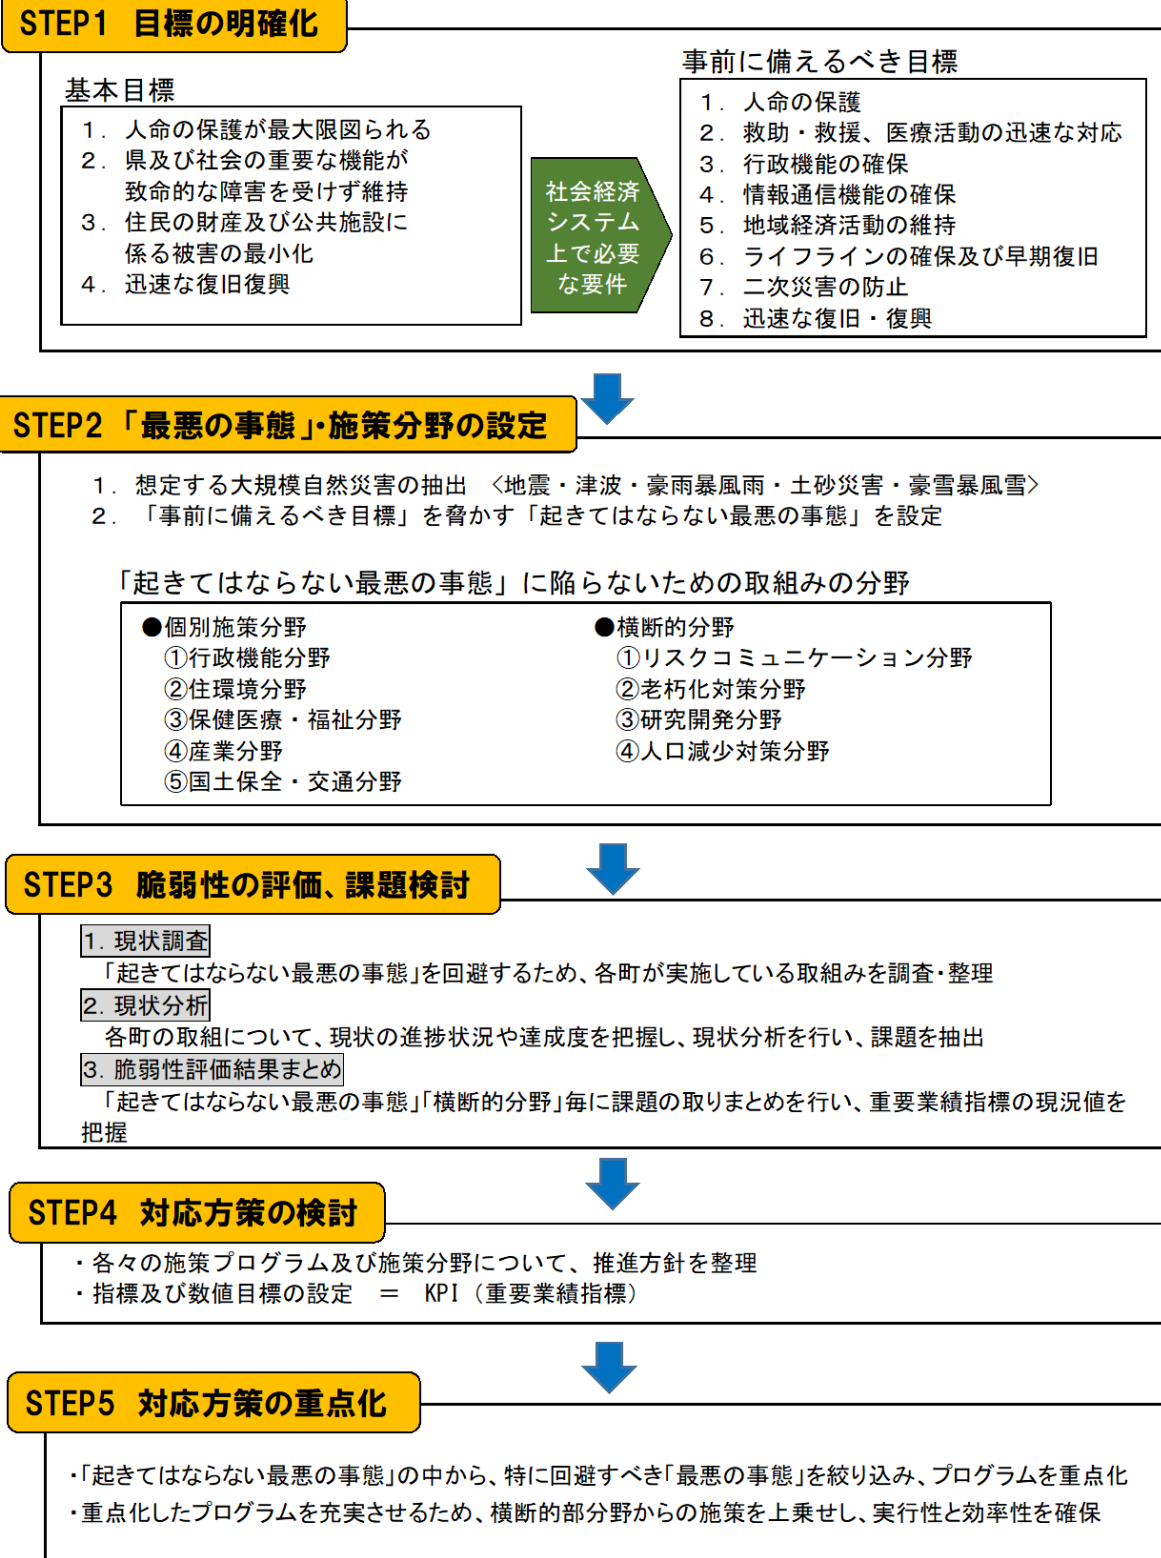 STEP1 目標の明確化
基本目標
１．人命の保護が最大限図られる
２．県及び社会の重要な機能が
致命的な障害を受けず維持
３．住民の財産及び公共施設に
係る被害の最小化
４．迅速な復旧復興
社会経済
システム
上で必要
な要件
事前に備えるべき目標
１．人命の保護
２．救助・救援、医療活動の迅速な対応
３．行政機能の確保
４．情報通信機能の確保
５．地域経済活動の維持
６．ライフラインの確保及び早期復旧
７．二次災害の防止
８．迅速な復旧・復興
STEP2「最悪の事態」・施策分野の設定
１．想定する大規模自然災害の抽出 <地震・津波・豪雨暴風雨・土砂災害・豪雪暴風雪>
２．「事前に備えるべき目標」を脅かす「起きてはならない最悪の事態」を設定
「起きてはならない最悪の事態」に陥らないための取組みの分野
●個別施策分野
①行政機能分野
②住環境分野
③保健医療・福祉分野
④産業分野
⑤国土保全・交通分野
●横断的分野
①リスクコミュニケーション分野
②老朽化対策分野
③研究開発分野
④人口減少対策分野
STEP3 脆弱性の評価、課題検討
1. 現状調査
「起きてはならない最悪の事態」を回避するため、各町が実施している取組みを調査・整理
2. 現状分析
各町の取組について、現状の進捗状況や達成度を把握し、現状分析を行い、課題を抽出
3. 脆弱性評価結果まとめ
「起きてはならない最悪の事態」「横断的分野」毎に課題の取りまとめを行い、重要業績指標の現況値を
把握
STEP4 対応方策の検討
・各々の施策プログラム及び施策分野について、推進方針を整理
・指標及び数値目標の設定 ＝ KPI（重要業績指標）
STEP5 対応方策の重点化
・「起きてはならない最悪の事態」の中から、特に回避すべき「最悪の事態」を絞り込み、プログラムを重点化
・重点化したプログラムを充実させるため、横断的部分野からの施策を上乗せし、実行性と効率性を確保